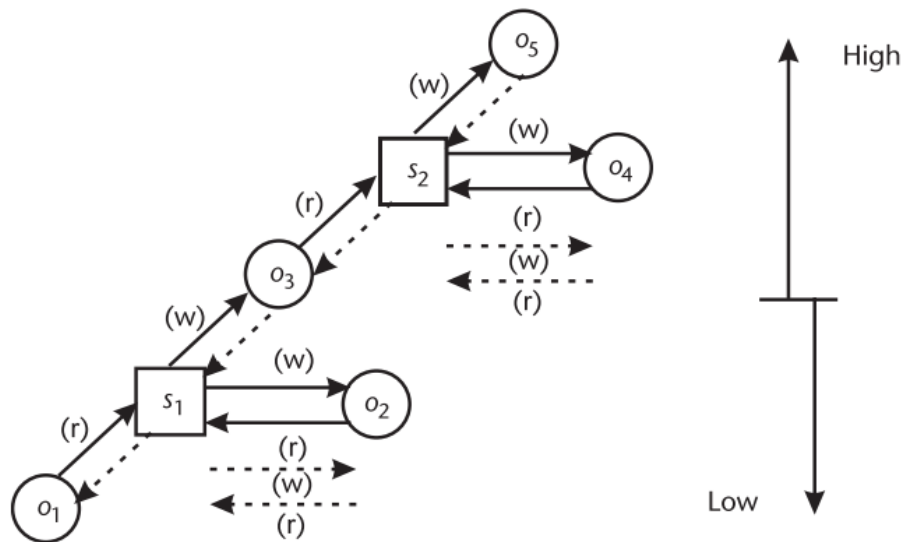 o5
High
(w)
(w)
s2
o4
(r)
(r)
o3
(w)
(r)
(w)
(w)
s1
o2
(r)
(r)
(w)
Low
o1
(r)